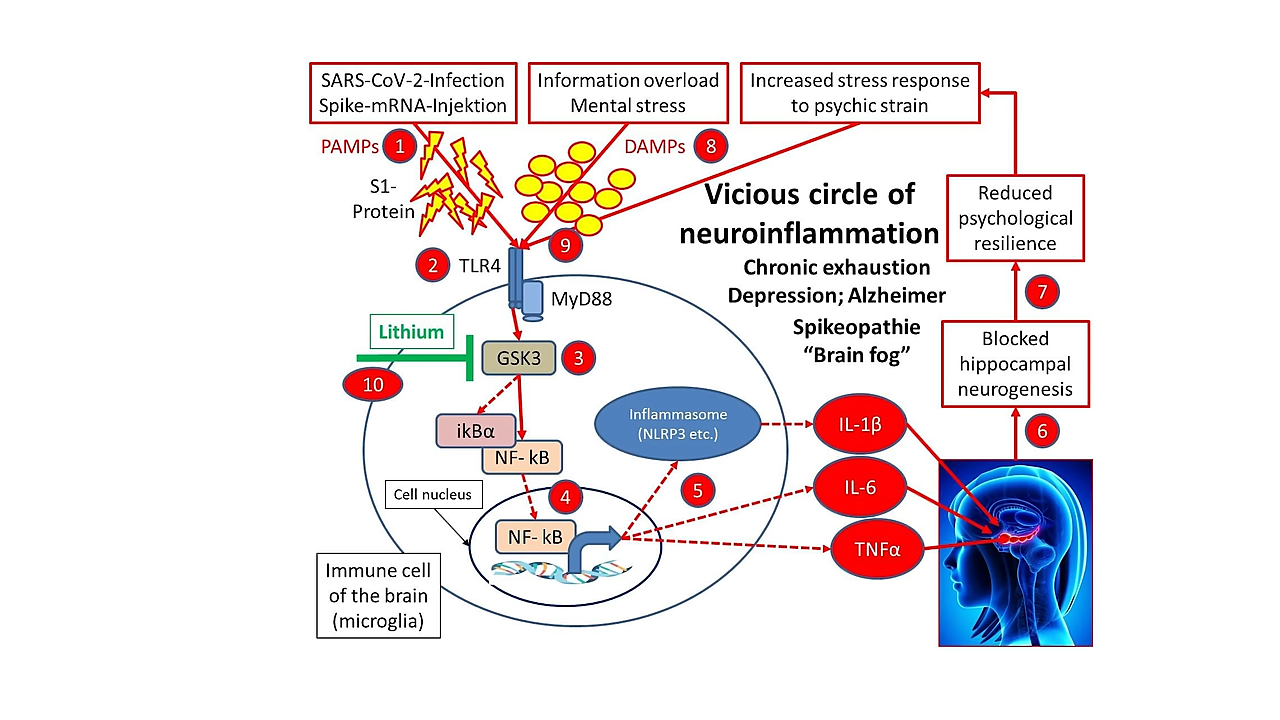 SARS-CoV-2-Infection
Spike-mRNA-Injektion
Information overload
Mental stress
Increased stress response
to psychic strain
PAMPs
1
DAMPs
8
S1-
Protein
Vicious circle of
neuroinflammation
Chronic exhaustion
Depression; Alzheimer
Spikeopathie
“Brain fog”
Reduced
psychological
resilience
2
TLR4
9
MyD88
7
Lithium
10
GSK3
3
Blocked
hippocampal
neurogenesis
ikBα
NF- kB
Inflammasome
(NLRP3 etc.)
IL-1β
6
Cell nucleus
4
5
IL-6
NF- kB
TNFα
Immune cell
of the brain
(microglia)